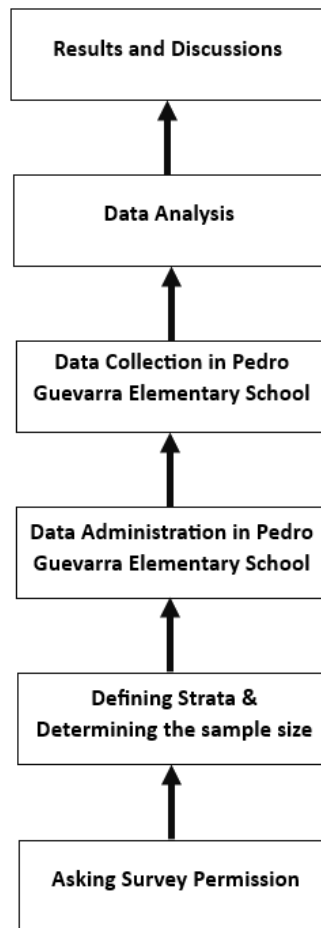 Results and Discussions
Data Analysis
Data Collection in Pedro
Guevarra Elementary School
Data Administration in Pedro
Guevarra Elementary School
Defining Strata &
Determining the sample size
Asking Survey Permission